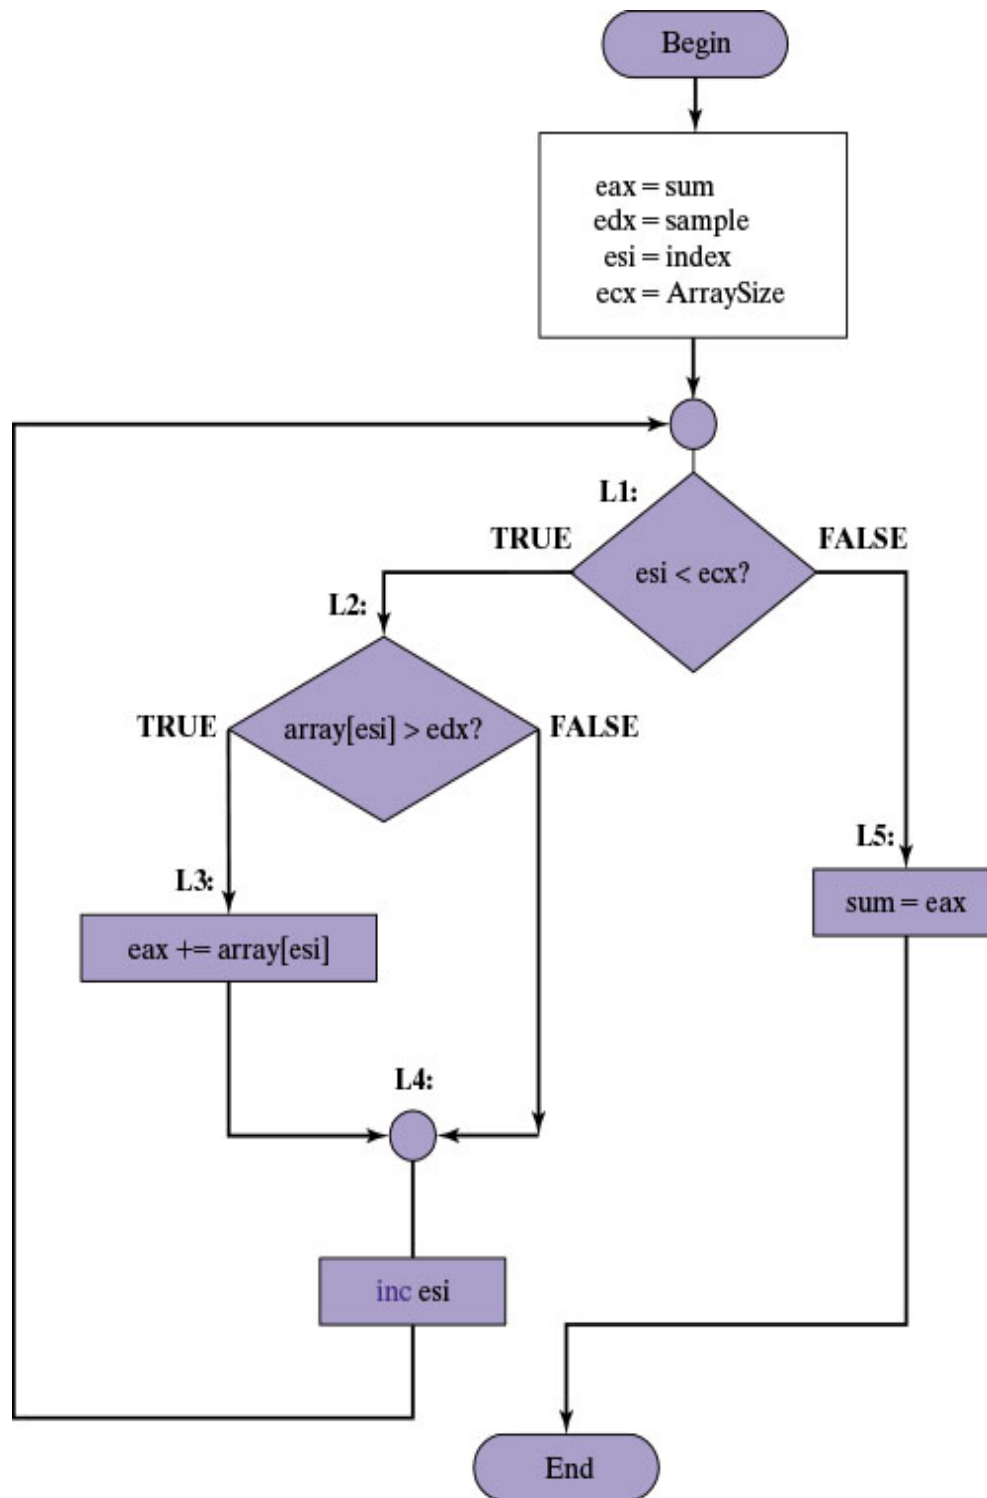 Begin
eax = sum
edx = sample
esi = index
ecx = ArraySize
L1:
TRUE
FALSE
esi < ecx?
L2:
TRUE
array[esi] > edx?
FALSE
L5:
sum = eax
L3:
eax += array[esi]
L4:
inc esi
End